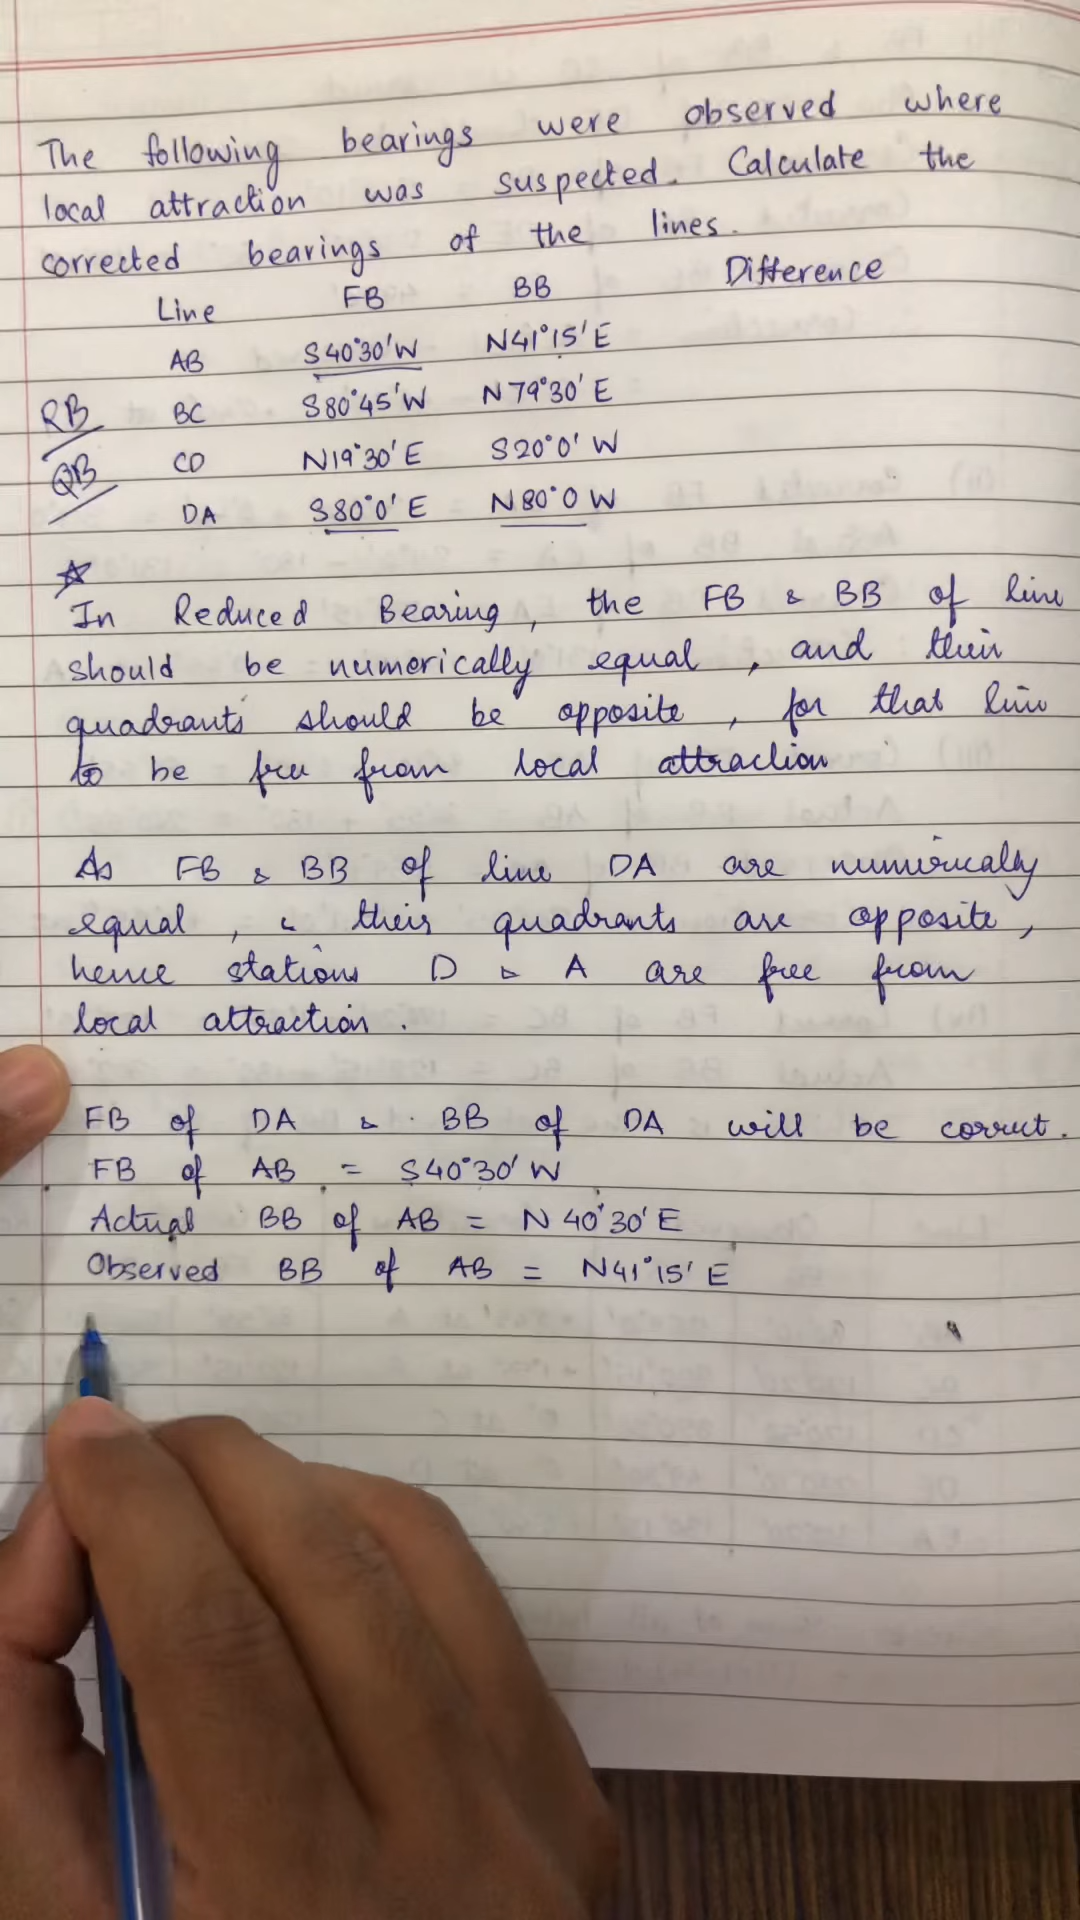 The following bearings were observed where
local attraction was suspected. Calculate the
corrected bearings of the lines.
Line FB BB Difference
AB S40°30'W N41°15'E
RB BC S80°45'W N79°30'E
QB CD N19°30'E S20°0'W
DA S80°0'E N80°0 W
In Reduced Bearing, the FB & BB of line
should be numerically equal, and their
quadrants should be opposite, for that line
to be free from local attraction
As FB & BB of line DA are numerically
equal, & their quadrants are opposite,
hence stations D & A are free from
local attraction.
FB of DA & BB of DA will be correct.
FB of AB = S40°30'W
Actual BB of AB = N40°30'E
Observed BB of AB = N41°15'E